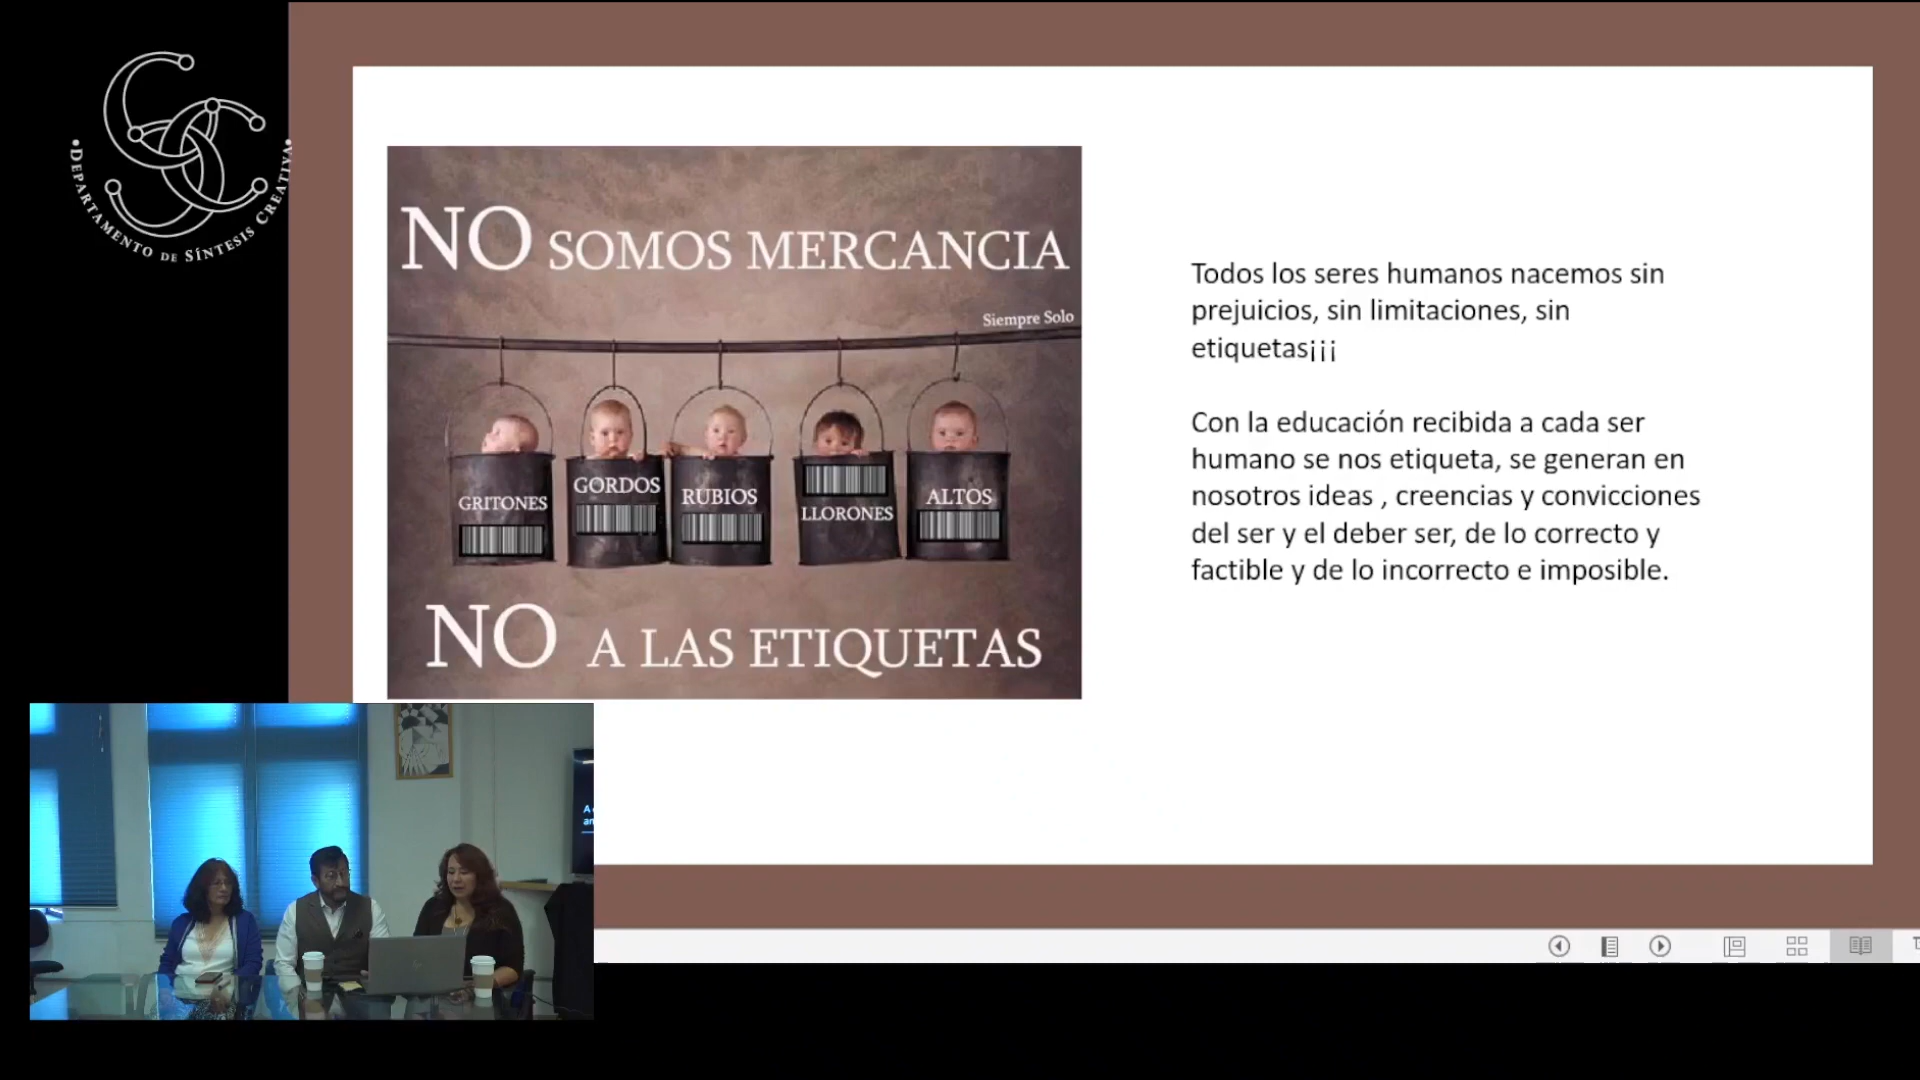 •DEPARTAMENTO DE SÍNTESIS CREATIVA•
NO SOMOS MERCANCIA
Siempre Solo
GRITONES
GORDOS
RUBIOS
LLORONES
ALTOS
NO A LAS ETIQUETAS
Todos los seres humanos nacemos sin
prejuicios, sin limitaciones, sin
etiquetas¡¡¡
Con la educación recibida a cada ser
humano se nos etiqueta, se generan en
nosotros ideas , creencias y convicciones
del ser y el deber ser, de lo correcto y
factible y de lo incorrecto e imposible.